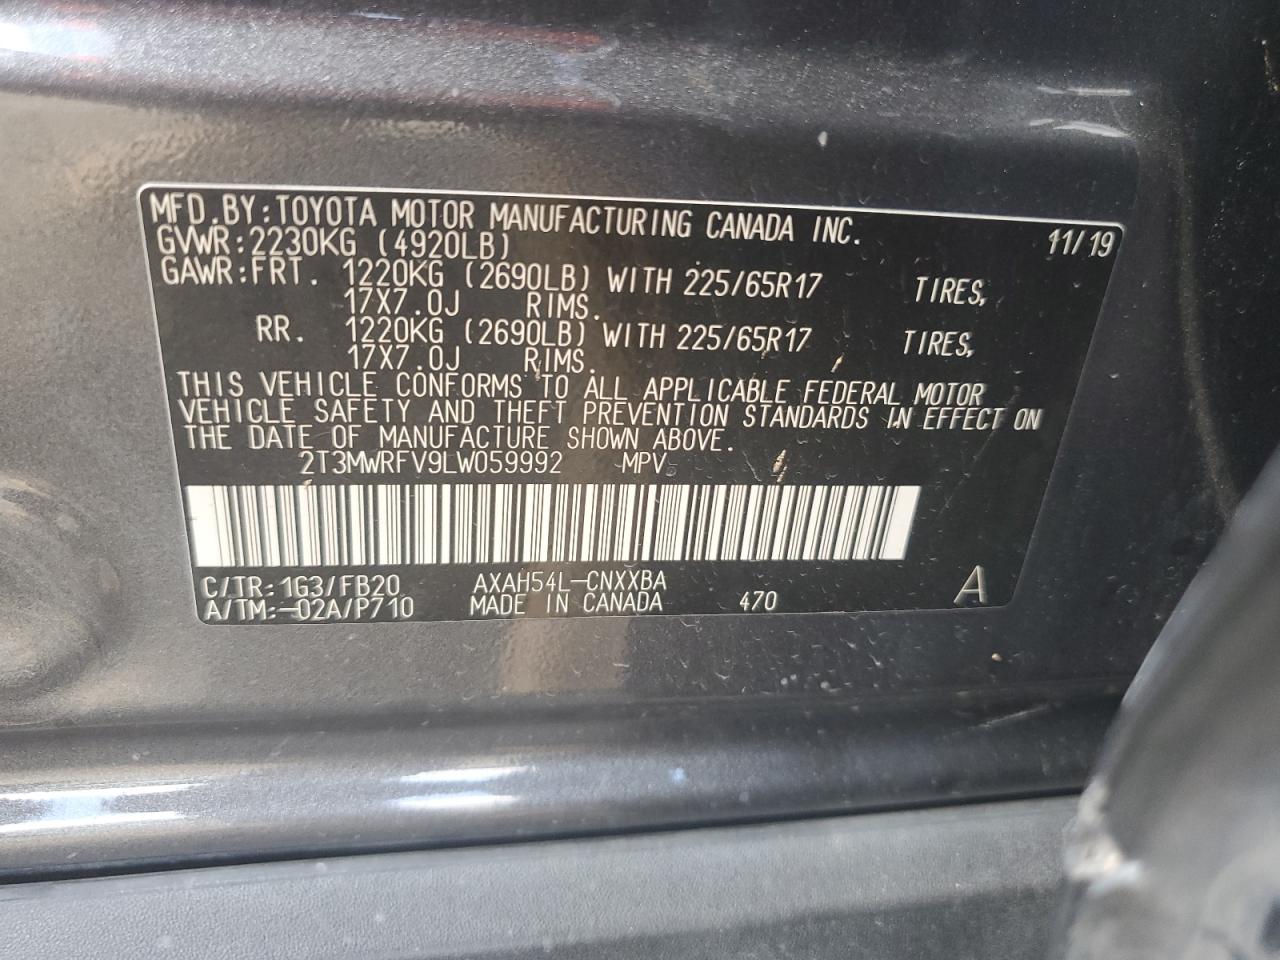 MFD.BY:TOYOTA MOTOR MANUFACTURING CANADA INC. 11/19
GVWR:2230KG (4920LB)
GAWR:FRT. 1220KG (2690LB) WITH 225/65R17 TIRES,
17X7.0J RIMS.
RR. 1220KG (2690LB) WITH 225/65R17 TIRES,
17X7.0J RIMS.
THIS VEHICLE CONFORMS TO ALL APPLICABLE FEDERAL MOTOR
VEHICLE SAFETY AND THEFT PREVENTION STANDARDS IN EFFECT ON
THE DATE OF MANUFACTURE SHOWN ABOVE.
2T3MWRFV9LW059992 MPV
C/TR:1G3/FB20 AXAH54L-CNXXBA A
A/TM:-02A/P710 MADE IN CANADA 470